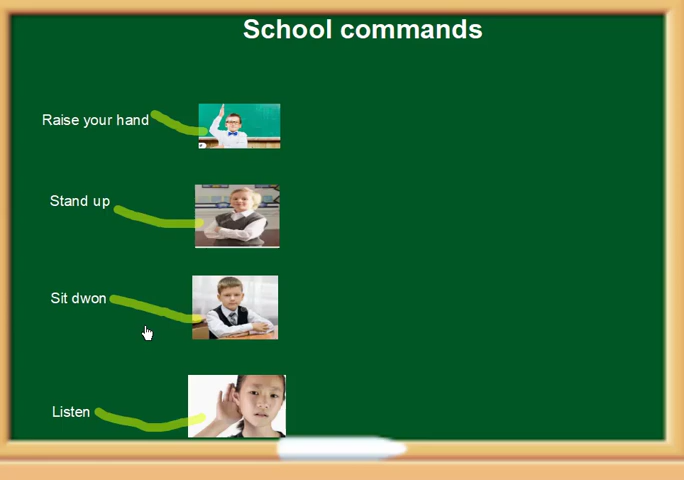 School commands
Raise your hand
Stand up
Sit dwon
Listen